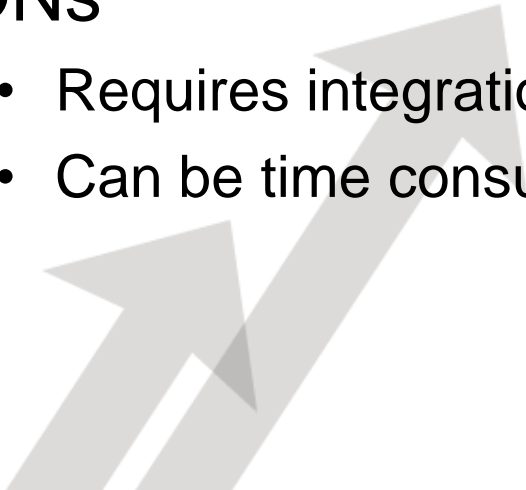 ONs
• Requires integratio
• Can be time consu